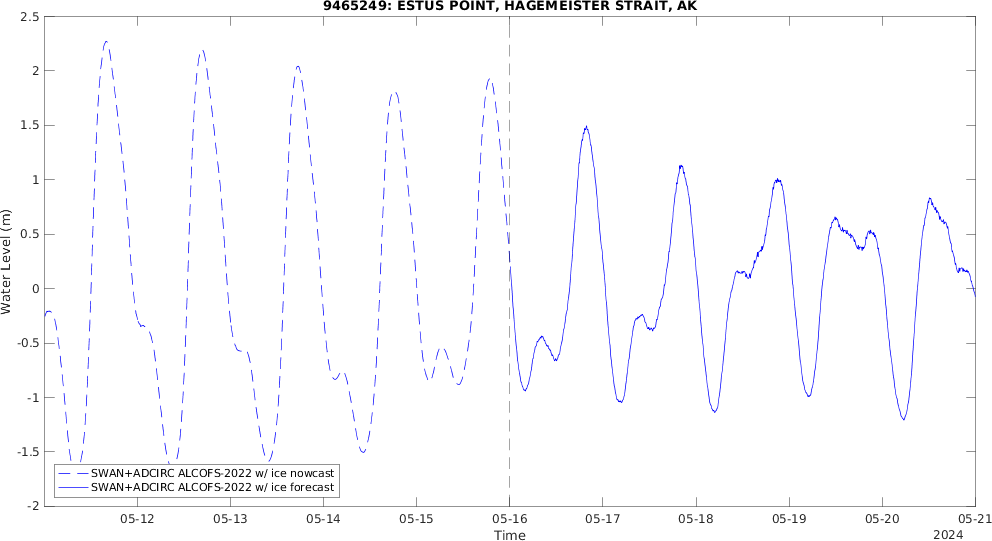 9465249: ESTUS POINT, HAGEMEISTER STRAIT, AK
2.5
2
1.5
1
0.5
0
-0.5
-1
-1.5
-2
Water Level (m)
SWAN+ADCIRC ALCOFS-2022 w/ ice nowcast
SWAN+ADCIRC ALCOFS-2022 w/ ice forecast
05-12 05-13 05-14 05-15 05-16 05-17 05-18 05-19 05-20 05-21
Time
2024